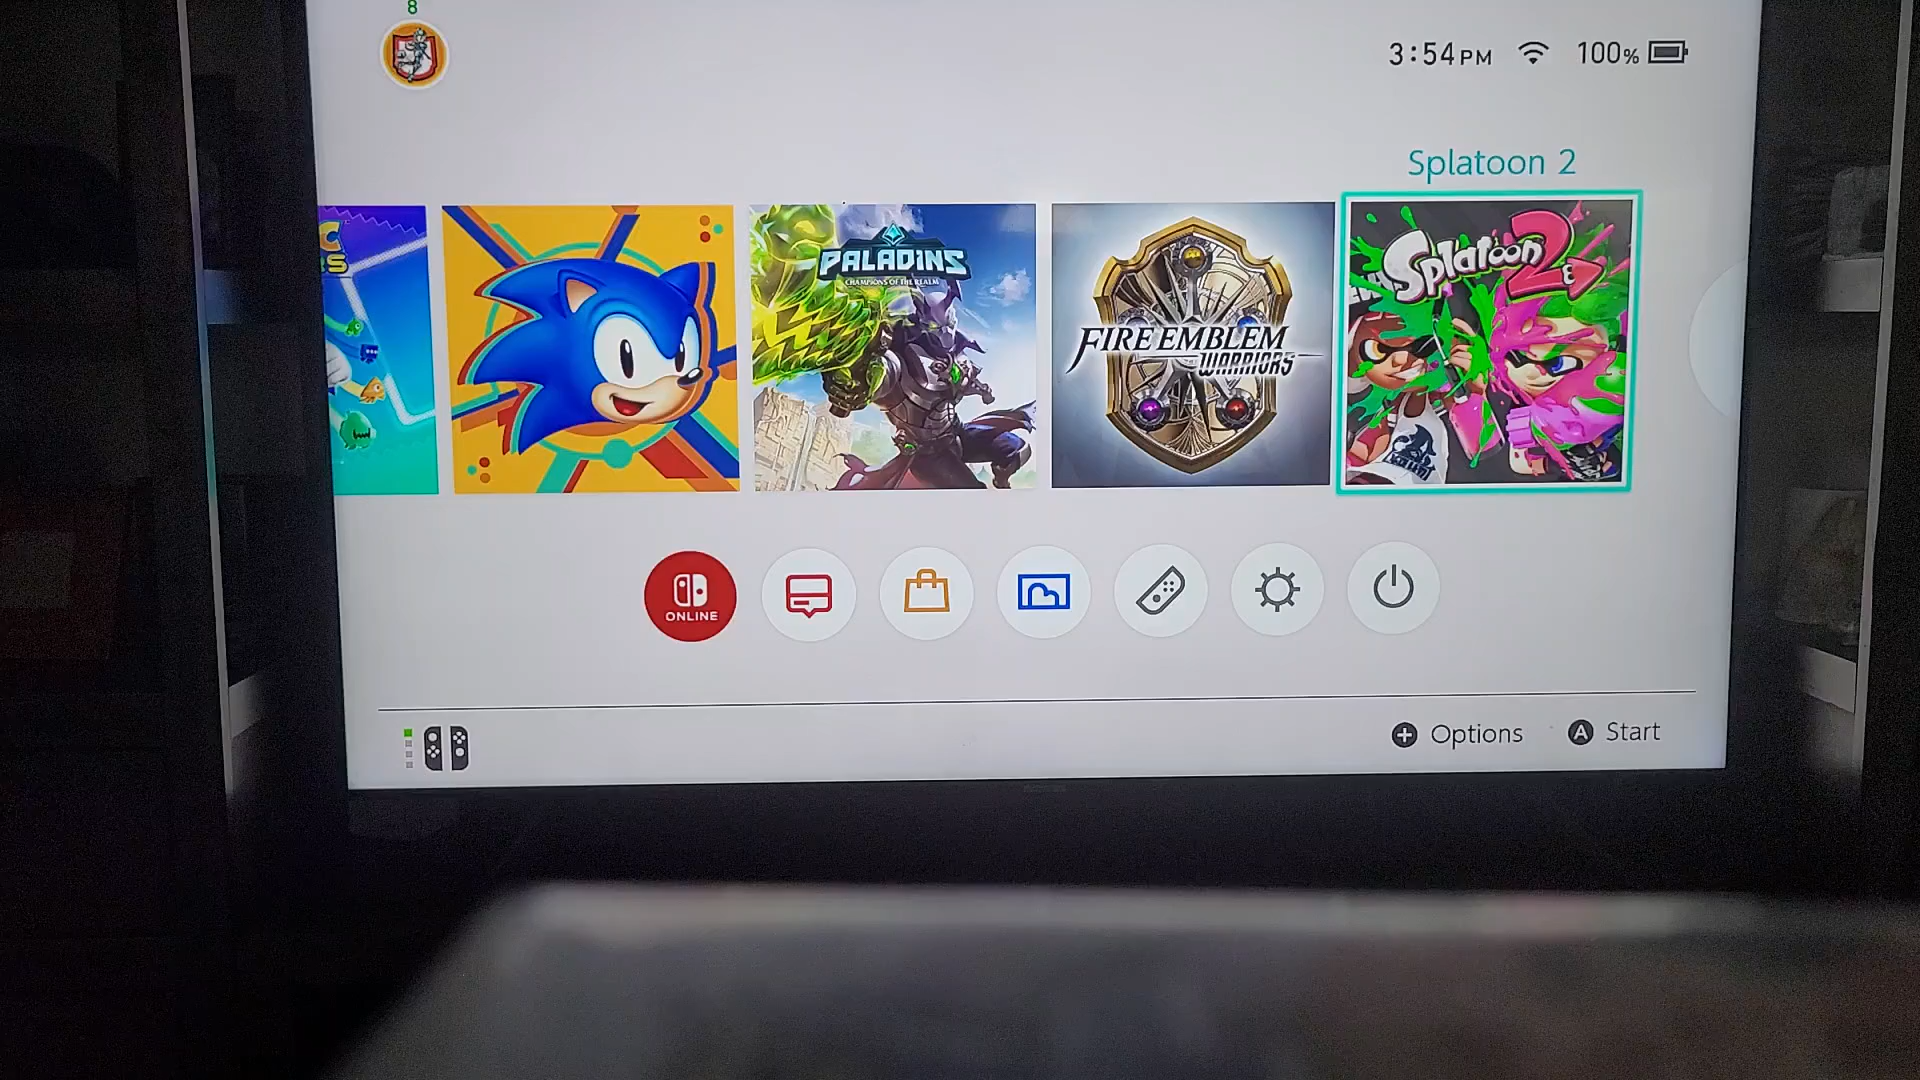 8
3:54 PM 100%
Splatoon 2
PALADINS
CHAMPIONS OF THE REALM
FIRE EMBLEM
WARRIORS
Splatoon 2
ONLINE
+ Options
A Start